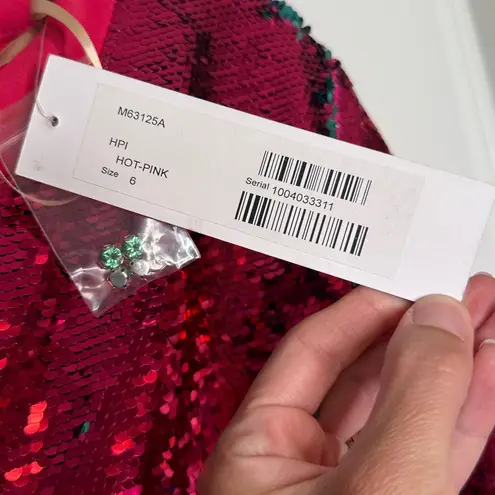 M63125A
HPI
HOT-PINK
Size 6
Serial 1004033311